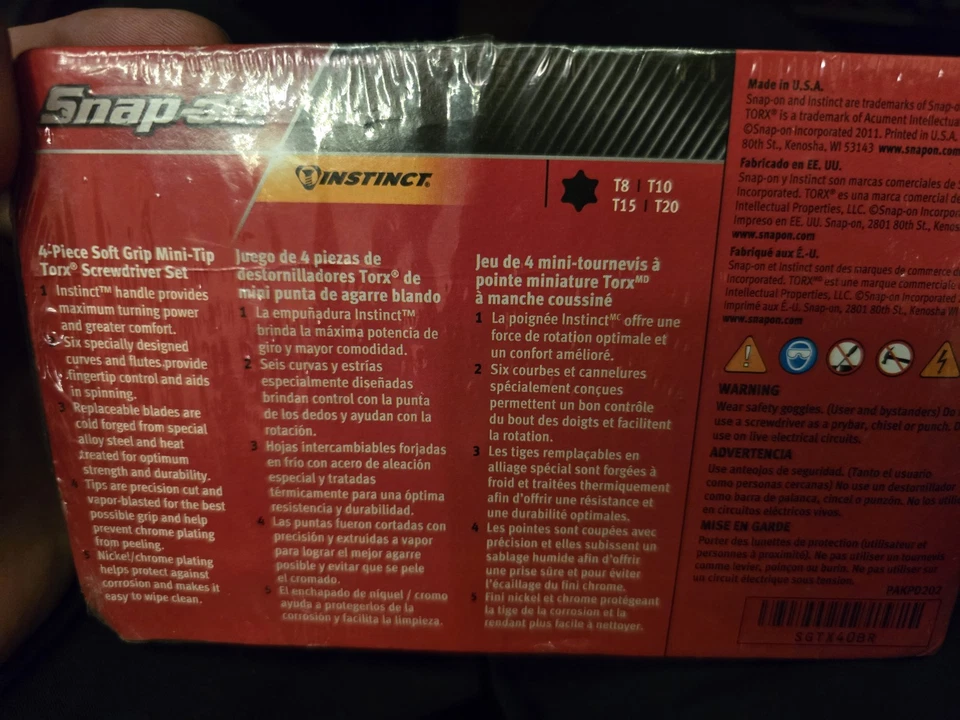 Snap-on
INSTINCT®
T8 | T10
T15 | T20
4-Piece Soft Grip Mini-Tip
Torx® Screwdriver Set
1 Instinct™ handle provides
maximum turning power
and greater comfort.
Six specially designed
curves and flutes provide
fingertip control and aids
in spinning.
3 Replaceable blades are
cold forged from special
alloy steel and heat
treated for optimum
strength and durability.
4 Tips are precision cut and
vapor-blasted for the best
possible grip and help
prevent chrome plating
from peeling.
5 Nickel/chrome plating
helps protect against
corrosion and makes it
easy to wipe clean.
Juego de 4 piezas de
destornilladores Torx® de
mini punta de agarre blando
1 La empuñadura Instinct™
brinda la máxima potencia de
giro y mayor comodidad.
2 Seis curvas y estrías
especialmente diseñadas
brindan control con la punta
de los dedos y ayudan con la
rotación.
3 Hojas intercambiables forjadas
en frío con acero de aleación
especial y tratadas
térmicamente para una óptima
resistencia y durabilidad.
4 Las puntas fueron cortadas con
precisión y extruidas a vapor
para lograr el mejor agarre
posible y evitar que se pele
el cromado.
5 El enchapado de níquel / cromo
ayuda a protegerlos de la
corrosión y facilita la limpieza.
Jeu de 4 mini-tournevis à
pointe miniature Torx MD
à manche coussiné
1 La poignée Instinct MC offre une
force de rotation optimale et
un confort amélioré.
2 Six courbes et cannelures
spécialement conçues
permettent un bon contrôle
du bout des doigts et facilitent
la rotation.
3 Les tiges remplaçables en
alliage spécial sont forgées à
froid et traitées thermiquement
afin d'offrir une résistance et
une durabilité optimales.
4 Les pointes sont coupées avec
précision et elles subissent un
sablage humide afin d'offrir
une prise sûre et pour éviter
l'écaillage du fini chrome.
5 Fini nickel et chrome protégeant
la tige de la corrosion et la
rendant plus facile à nettoyer.
Made in U.S.A.
Snap-on and instinct are trademarks of Snap-o
TORX® is a trademark of Acument Intellectua
©Snap-on Incorporated 2011. Printed in U.S.A.
80th St., Kenosha, WI 53143 www.snapon.com
Fabricado en EE. UU.
Snap-on y Instinct son marcas comerciales de
Incorporated. TORX® es una marca comercial de
Intellectual Properties, LLC. ©Snap-on Incorpor
Impreso en EE. UU. Snap-on, 2801 80th St., Kenos
www.snapon.com
Fabriqué aux É.-U.
Snap-on et Instinct sont des marques de commerce d
Incorporated. TORX MD est une marque commerciale
Intellectual Properties, LLC. ©Snap-on Incorporated
Imprimé aux É.-U. Snap-on, 2801 80th St., Kenosha, W
www.snapon.com
WARNING
Wear safety goggles. (User and bystanders) Do
use a screwdriver as a prybar, chisel or punch. D
use on live electrical circuits.
ADVERTENCIA
Use anteojos de seguridad. (Tanto el usuario
como personas cercanas) No use un destornillador
como barra de palanca, cincel o punzón. No las utili
en circuitos eléctricos vivos.
MISE EN GARDE
Porter des lunettes de protection (utilisateur et
personnes à proximité). Ne pas utiliser un tournevis
comme levier, poinçon ou burin. Ne pas utiliser sur
un circuit électrique sous tension.
PAKPD207
SGTX40BR